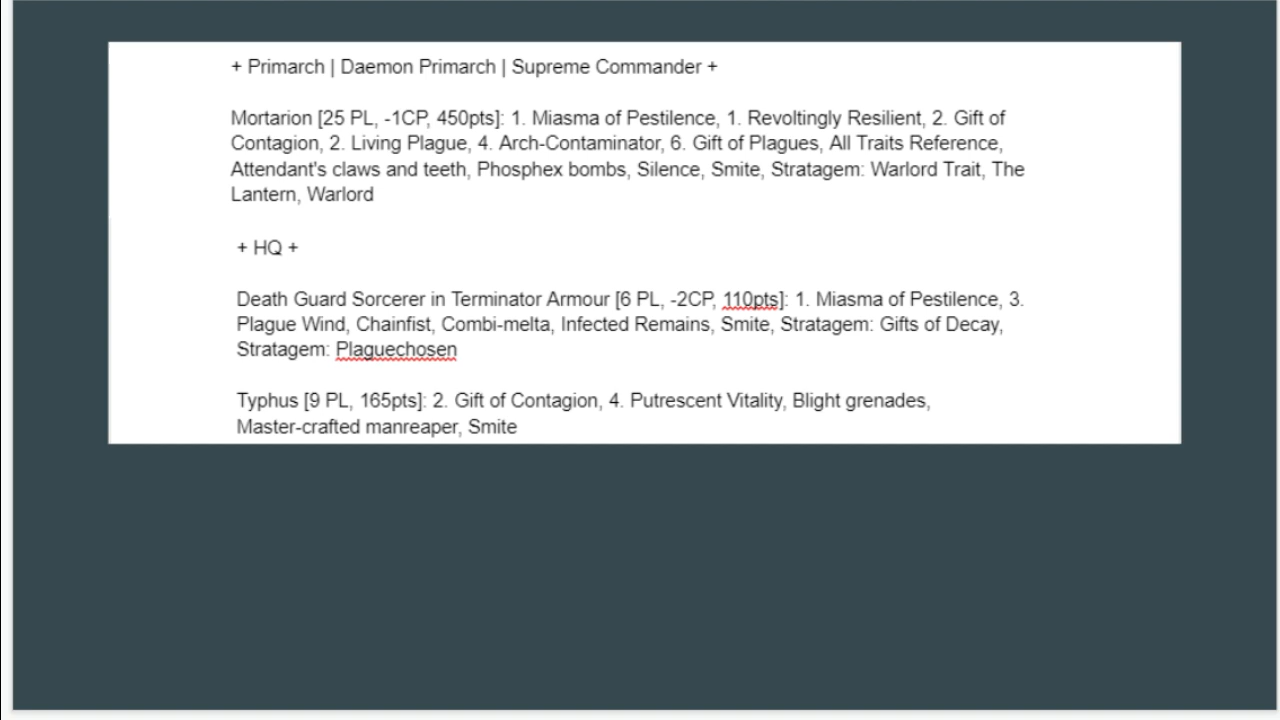 + Primarch | Daemon Primarch | Supreme Commander +
Mortarion [25 PL, -1CP, 450pts]: 1. Miasma of Pestilence, 1. Revoltingly Resilient, 2. Gift of
Contagion, 2. Living Plague, 4. Arch-Contaminator, 6. Gift of Plagues, All Traits Reference,
Attendant's claws and teeth, Phosphex bombs, Silence, Smite, Stratagem: Warlord Trait, The
Lantern, Warlord
+ HQ +
Death Guard Sorcerer in Terminator Armour [6 PL, -2CP, 110pts]: 1. Miasma of Pestilence, 3.
Plague Wind, Chainfist, Combi-melta, Infected Remains, Smite, Stratagem: Gifts of Decay,
Stratagem: Plaguechosen
Typhus [9 PL, 165pts]: 2. Gift of Contagion, 4. Putrescent Vitality, Blight grenades,
Master-crafted manreaper, Smite